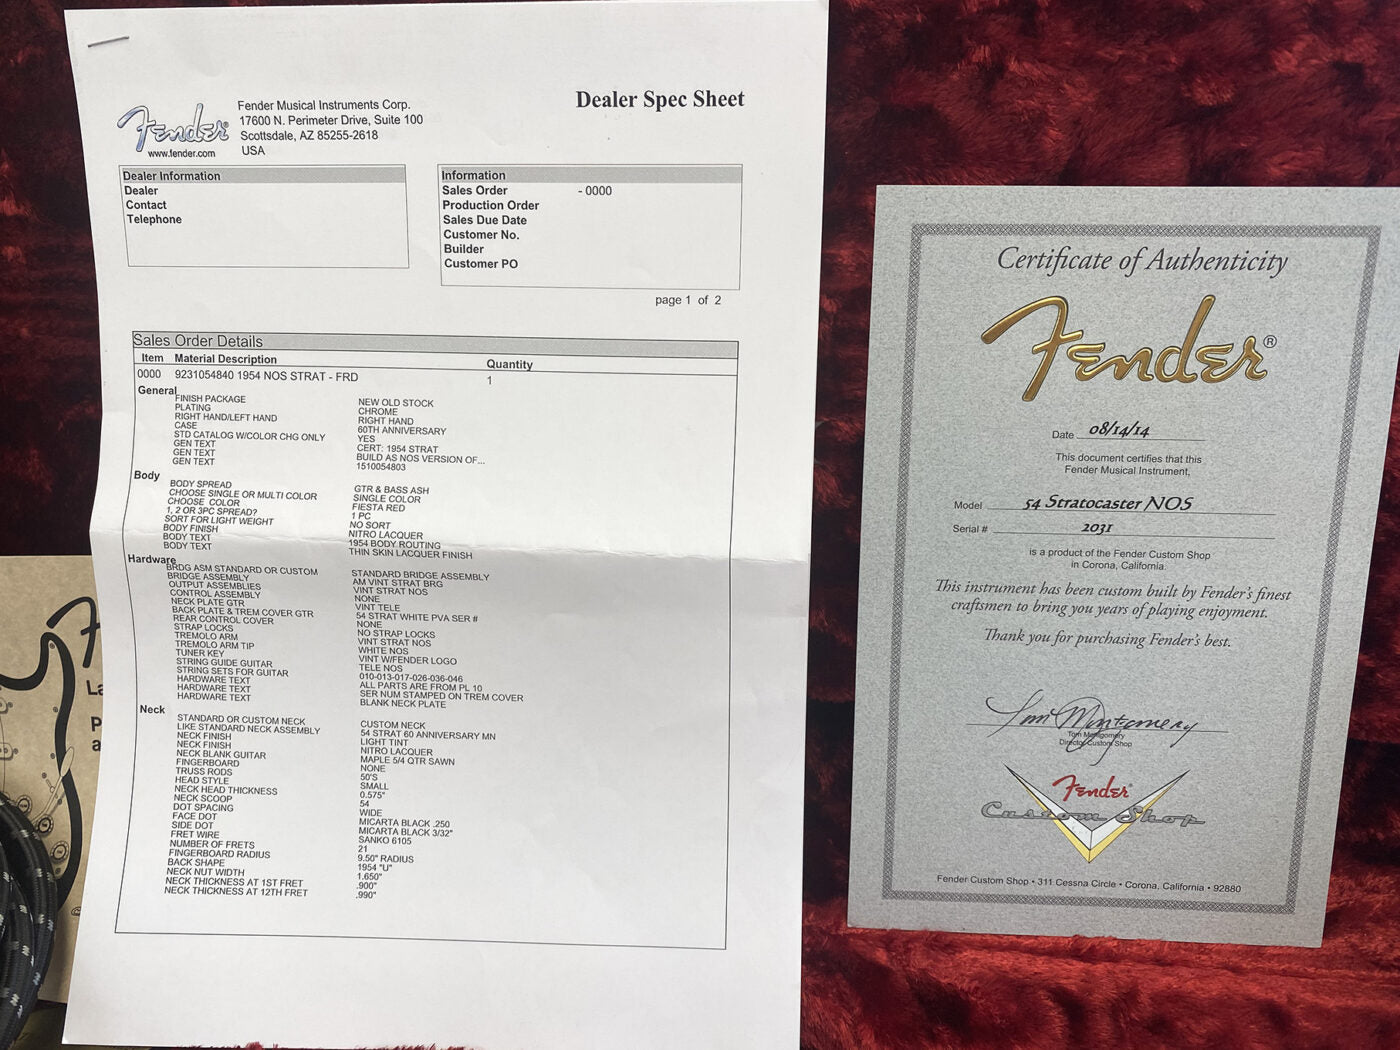 Fender
www.fender.com
Fender Musical Instruments Corp.
17600 N. Perimeter Drive, Suite 100
Scottsdale, AZ 85255-2618
USA
Dealer Spec Sheet
Dealer Information
Dealer
Contact
Telephone
Information
Sales Order - 0000
Production Order
Sales Due Date
Customer No.
Builder
Customer PO
page 1 of 2
Sales Order Details
Item Material Description Quantity
0000 9231054840 1954 NOS STRAT - FRD 1
General
FINISH PACKAGE NEW OLD STOCK
PLATING CHROME
RIGHT HAND/LEFT HAND RIGHT HAND
CASE 60TH ANNIVERSARY
STD CATALOG W/COLOR CHG ONLY YES
GEN TEXT CERT: 1954 STRAT
GEN TEXT BUILD AS NOS VERSION OF...
GEN TEXT 1510054803
Body
BODY SPREAD GTR & BASS ASH
CHOOSE SINGLE OR MULTI COLOR SINGLE COLOR
CHOOSE COLOR FIESTA RED
1, 2 OR 3PC SPREAD? 1 PC
SORT FOR LIGHT WEIGHT NO SORT
BODY FINISH NITRO LACQUER
BODY TEXT 1954 BODY ROUTING
BODY TEXT THIN SKIN LACQUER FINISH
Hardware
BRDG ASM STANDARD OR CUSTOM STANDARD BRIDGE ASSEMBLY
BRIDGE ASSEMBLY AM VINT STRAT BRG
OUTPUT ASSEMBLIES VINT STRAT NOS
CONTROL ASSEMBLY NONE
NECK PLATE GTR VINT TELE
BACK PLATE & TREM COVER GTR 54 STRAT WHITE PVA SER #
REAR CONTROL COVER NONE
STRAP LOCKS NO STRAP LOCKS
TREMOLO ARM VINT STRAT NOS
TREMOLO ARM TIP WHITE NOS
TUNER KEY VINT W/FENDER LOGO
STRING GUIDE GUITAR TELE NOS
STRING SETS FOR GUITAR 010-013-017-026-036-046
HARDWARE TEXT ALL PARTS ARE FROM PL 10
HARDWARE TEXT SER NUM STAMPED ON TREM COVER
HARDWARE TEXT BLANK NECK PLATE
Neck
STANDARD OR CUSTOM NECK CUSTOM NECK
LIKE STANDARD NECK ASSEMBLY 54 STRAT 60 ANNIVERSARY MN
NECK FINISH LIGHT TINT
NECK FINISH NITRO LACQUER
NECK BLANK GUITAR MAPLE 5/4 QTR SAWN
FINGERBOARD NONE
TRUSS RODS 50'S
HEAD STYLE SMALL
NECK HEAD THICKNESS 0.575"
NECK SCOOP 54
DOT SPACING WIDE
FACE DOT MICARTA BLACK .250
SIDE DOT MICARTA BLACK 3/32"
FRET WIRE SANKO 6105
NUMBER OF FRETS 21
FINGERBOARD RADIUS 9.50" RADIUS
BACK SHAPE 1954 "U"
NECK NUT WIDTH 1.650"
NECK THICKNESS AT 1ST FRET .900"
NECK THICKNESS AT 12TH FRET .990"
Certificate of Authenticity
Fender®
Date 08/14/14
This document certifies that this
Fender Musical Instrument,
Model 54 Stratocaster NOS
Serial # 2031
is a product of the Fender Custom Shop
in Corona, California.
This instrument has been custom built by Fender's finest
craftsmen to bring you years of playing enjoyment.
Thank you for purchasing Fender's best.
Tom Montgomery
Tom Montgomery
Director Custom Shop
Fender
Custom Shop
Fender Custom Shop • 311 Cessna Circle • Corona, California • 92880